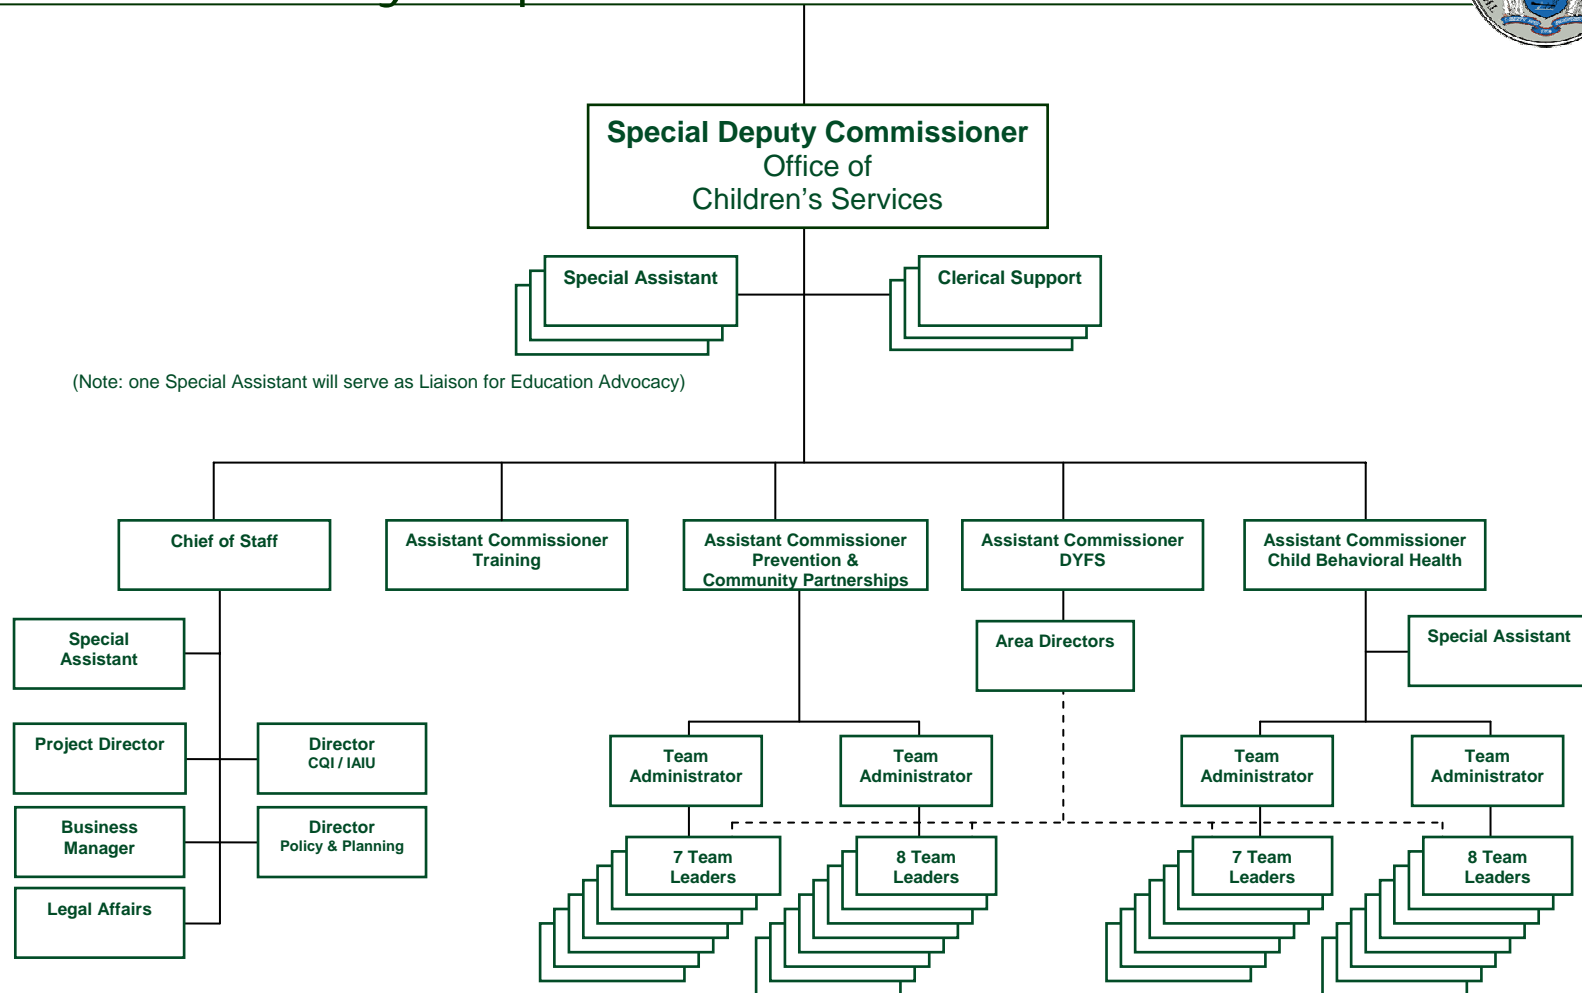 Special Deputy Commissioner
Office of
Children's Services
Special Assistant
Clerical Support
(Note: one Special Assistant will serve as Liaison for Education Advocacy)
Chief of Staff
Assistant Commissioner
Training
Assistant Commissioner
Prevention &
Community Partnerships
Assistant Commissioner
DYFS
Assistant Commissioner
Child Behavioral Health
Special
Assistant
Area Directors
Special Assistant
Project Director
Director
CQI / IAIU
Team
Administrator
Team
Administrator
Team
Administrator
Team
Administrator
Business
Manager
Director
Policy & Planning
7 Team
Leaders
8 Team
Leaders
7 Team
Leaders
8 Team
Leaders
Legal Affairs